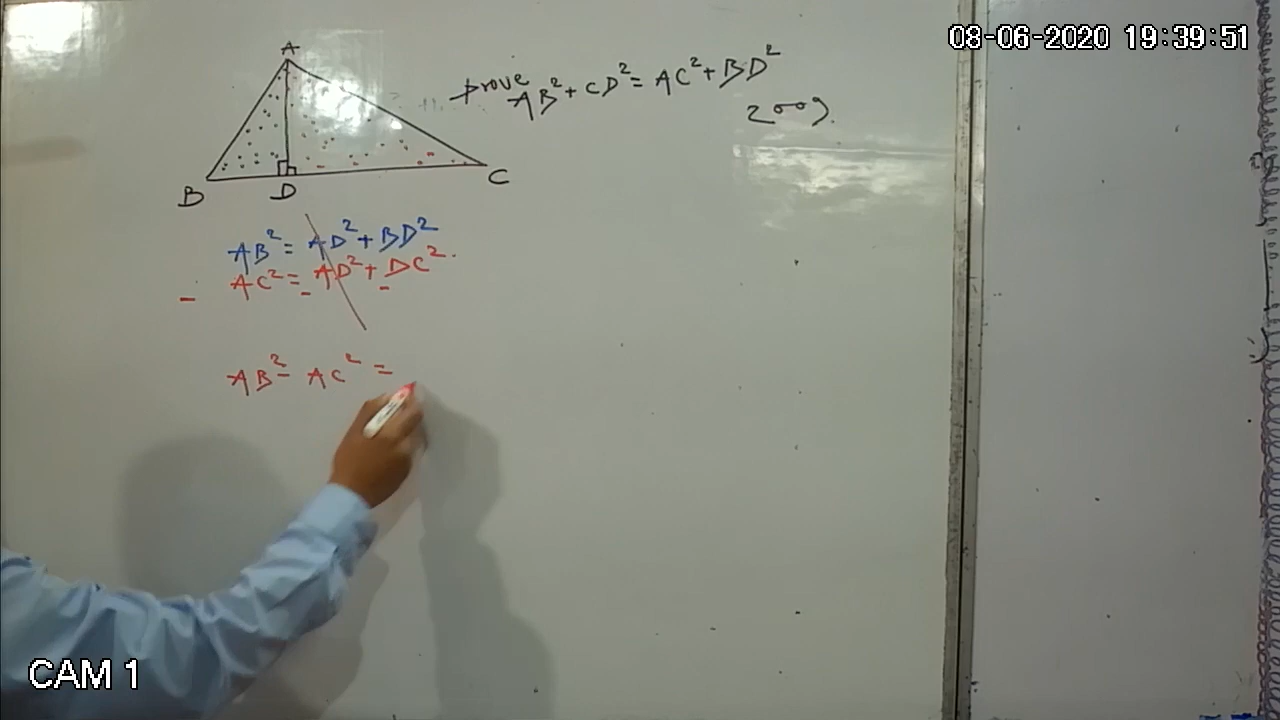 08-06-2020 19:39:51
A
prove AB² + CD² = AC² + BD²
2009.
B D C
AB² = AD² + BD²
- AC² = - AD² + - DC².
AB² - AC² =
CAM 1